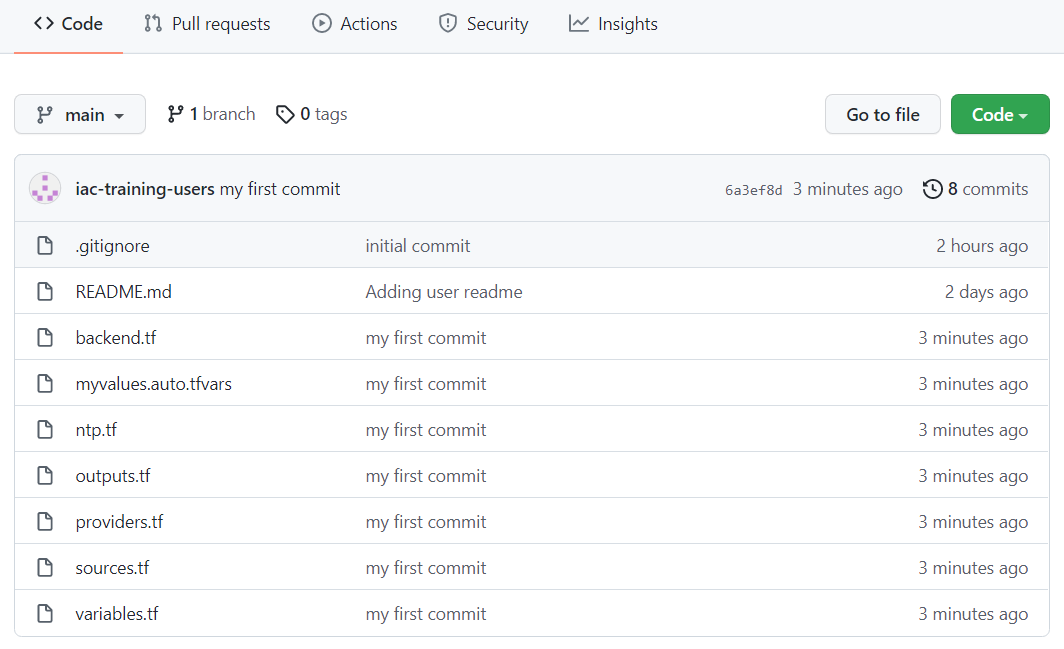 Code Pull requests Actions Security Insights
main 1 branch 0 tags Go to file Code
iac-training-users my first commit 6a3ef8d 3 minutes ago 8 commits
.gitignore initial commit 2 hours ago
README.md Adding user readme 2 days ago
backend.tf my first commit 3 minutes ago
myvalues.auto.tfvars my first commit 3 minutes ago
ntp.tf my first commit 3 minutes ago
outputs.tf my first commit 3 minutes ago
providers.tf my first commit 3 minutes ago
sources.tf my first commit 3 minutes ago
variables.tf my first commit 3 minutes ago